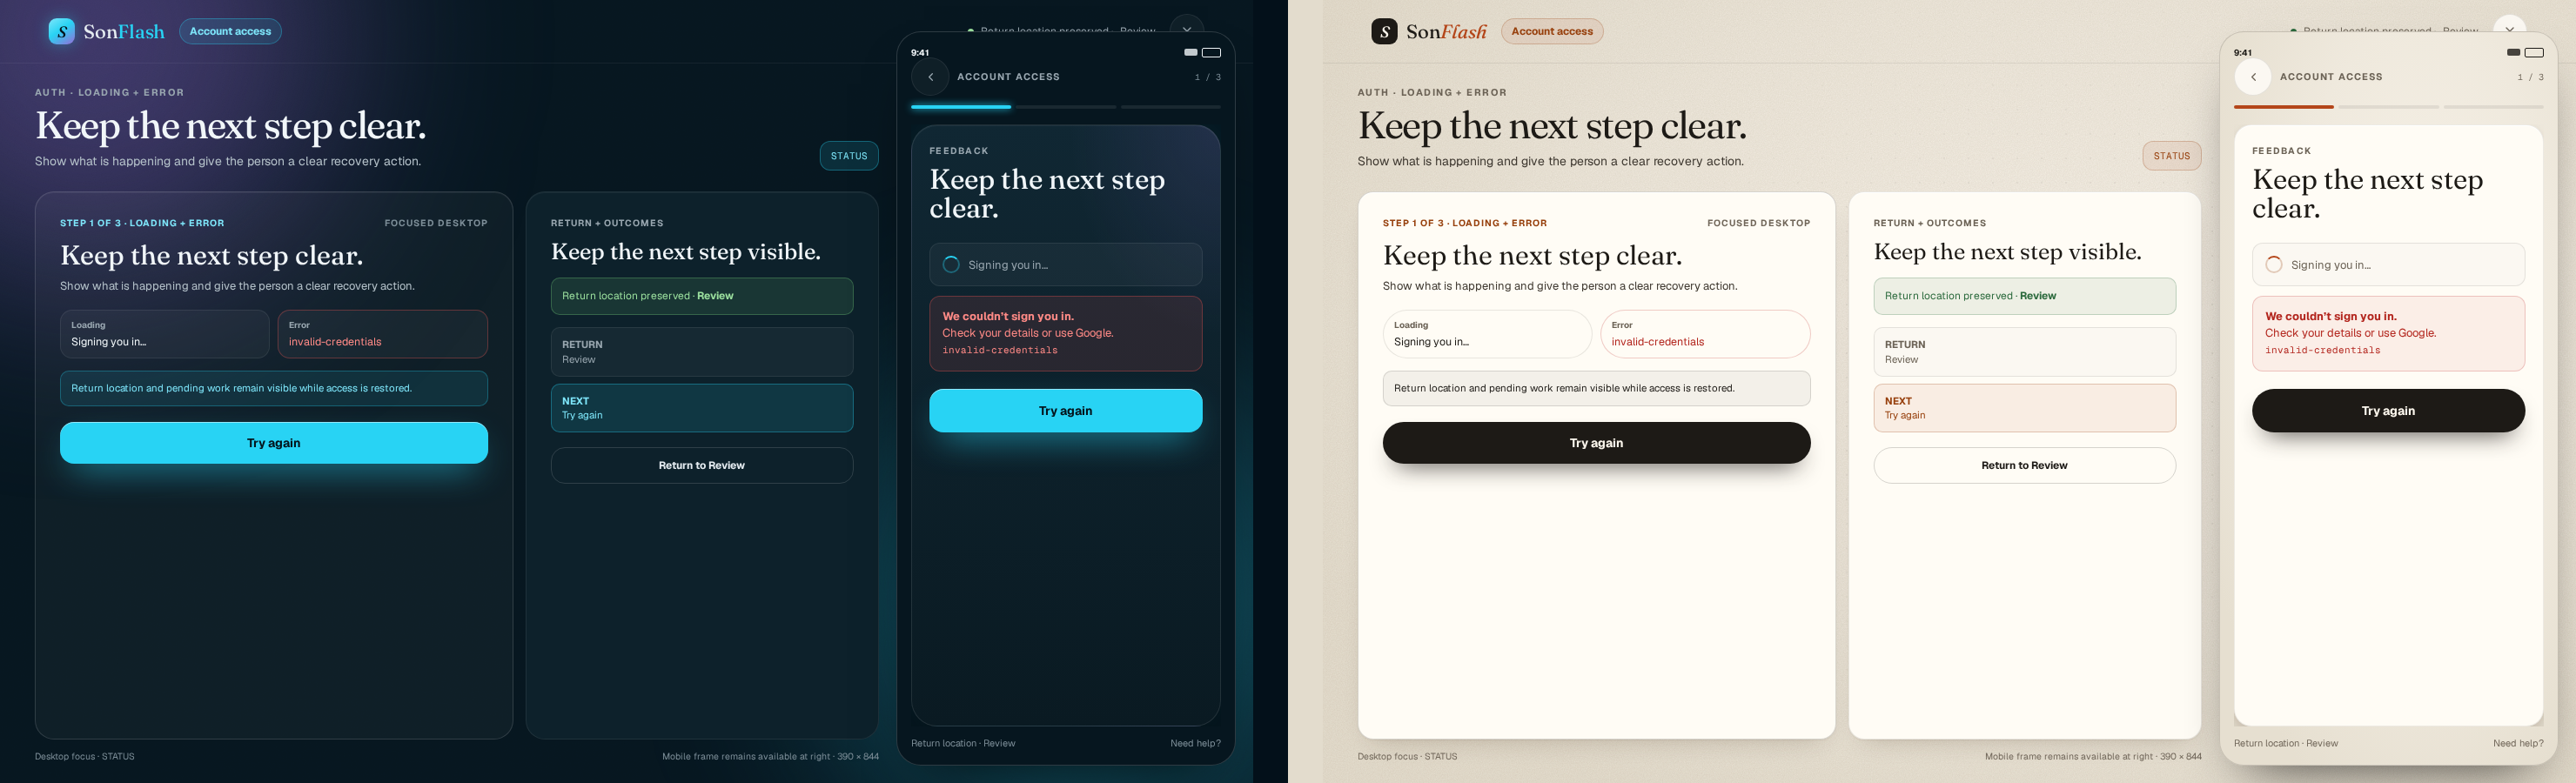 S SonFlash Account access
Return location preserved · Review
AUTH · LOADING + ERROR
Keep the next step clear.
Show what is happening and give the person a clear recovery action.
STATUS
STEP 1 OF 3 · LOADING + ERROR
FOCUSED DESKTOP
Keep the next step clear.
Show what is happening and give the person a clear recovery action.
Loading
Signing you in…
Error
invalid-credentials
Return location and pending work remain visible while access is restored.
Try again
RETURN + OUTCOMES
Keep the next step visible.
Return location preserved · Review
RETURN
Review
NEXT
Try again
Return to Review
Desktop focus · STATUS
Mobile frame remains available at right · 390 × 844
9:41
ACCOUNT ACCESS
1 / 3
FEEDBACK
Keep the next step
clear.
Signing you in…
We couldn’t sign you in.
Check your details or use Google.
invalid-credentials
Try again
Return location · Review
Need help?
S SonFlash Account access
Return location preserved · Review
AUTH · LOADING + ERROR
Keep the next step clear.
Show what is happening and give the person a clear recovery action.
STATUS
STEP 1 OF 3 · LOADING + ERROR
FOCUSED DESKTOP
Keep the next step clear.
Show what is happening and give the person a clear recovery action.
Loading
Signing you in…
Error
invalid-credentials
Return location and pending work remain visible while access is restored.
Try again
RETURN + OUTCOMES
Keep the next step visible.
Return location preserved · Review
RETURN
Review
NEXT
Try again
Return to Review
Desktop focus · STATUS
Mobile frame remains available at right · 390 × 844
9:41
ACCOUNT ACCESS
1 / 3
FEEDBACK
Keep the next step
clear.
Signing you in…
We couldn’t sign you in.
Check your details or use Google.
invalid-credentials
Try again
Return location · Review
Need help?